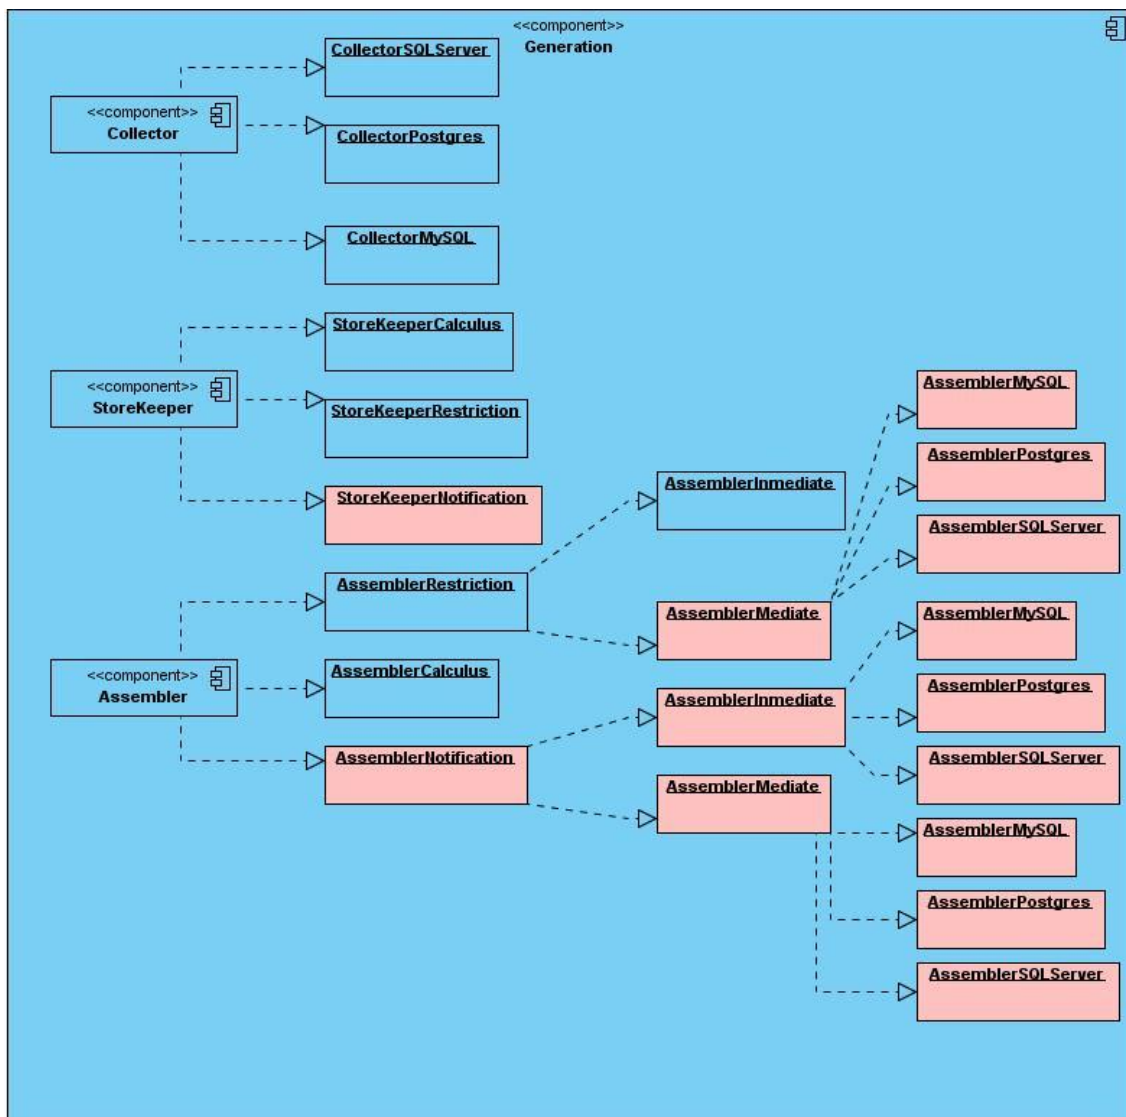 <<component>>
Generation
CollectorSQLServer
<<component>>
Collector
CollectorPostgres
CollectorMySQL
StoreKeeperCalculus
<<component>>
StoreKeeper
StoreKeeperRestriction
StoreKeeperNotification
AssemblerRestriction
<<component>>
Assembler
AssemblerCalculus
AssemblerNotification
AssemblerInmediate
AssemblerMediate
AssemblerInmediate
AssemblerMediate
AssemblerMySQL
AssemblerPostgres
AssemblerSQLServer
AssemblerMySQL
AssemblerPostgres
AssemblerSQLServer
AssemblerMySQL
AssemblerPostgres
AssemblerSQLServer